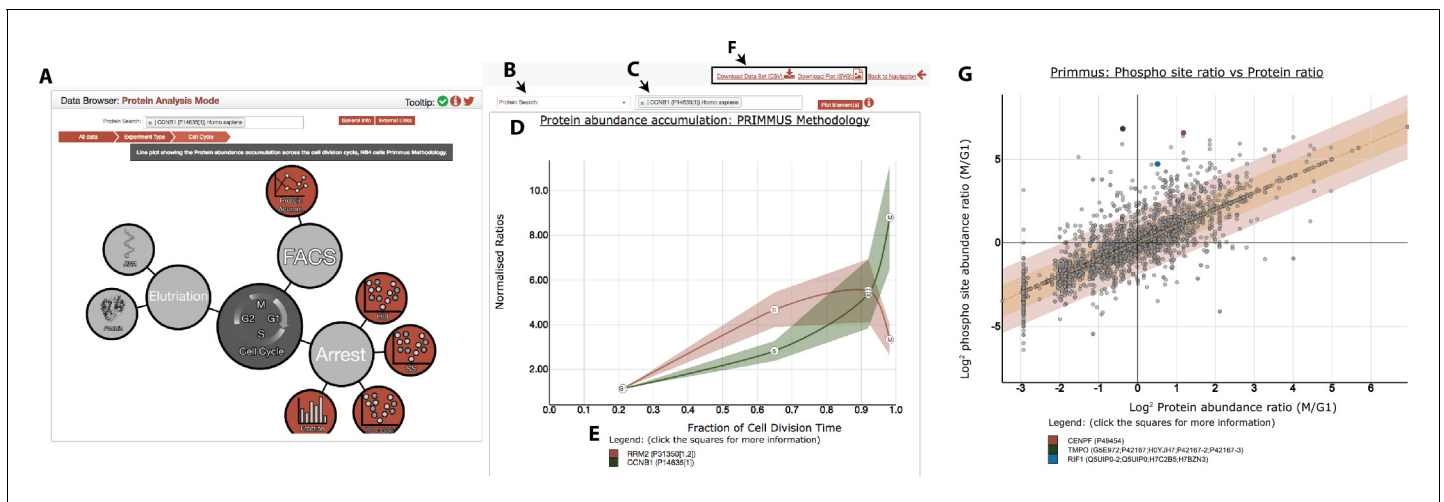 A
Data Browser: Protein Analysis Mode
Tooltip:
Protein Search:
× | CCNB1 (P14635[1]) Homo sapiens
General Info
External Links
All data
Experiment Type
Cell Cycle
Line plot showing the Protein abundance accumulation across the cell division cycle, NB4 cells Primmus Methodology.
Protein
FACS
RNA
Elutriation
Protein
M
G2
G1
S
Cell Cycle
Arrest
Fraction
F
Download Data Set (CSV):
Download Plot (SVG):
Back to Navigation
B
C
Protein Search:
× | CCNB1 (P14635[1]) Homo sapiens
Plot Element(s)
D
Protein abundance accumulation: PRIMMUS Methodology
Normalised Ratios
10.0
8.00
6.00
4.00
2.00
0.0 0.1 0.2 0.3 0.4 0.5 0.6 0.7 0.8 0.9 1.0
Fraction of Cell Division Time
E
Legend: (click the squares for more information)
RRM2 (P31350[1,2])
CCNB1 (P14635[1])
G
Primmus: Phospho site ratio vs Protein ratio
Log² phospho site abundance ratio (M/G1)
5
0
-5
-3 -2 -1 0 1 2 3 4 5 6
Log² Protein abundance ratio (M/G1)
Legend: (click the squares for more information)
CENPF (P49454)
TMPO (G5E972;P42167;H0YJH7;P42167-2;P42167-3)
RIF1 (Q5UIP0-2;Q5UIP0;H7C2B5;H7BZN3)